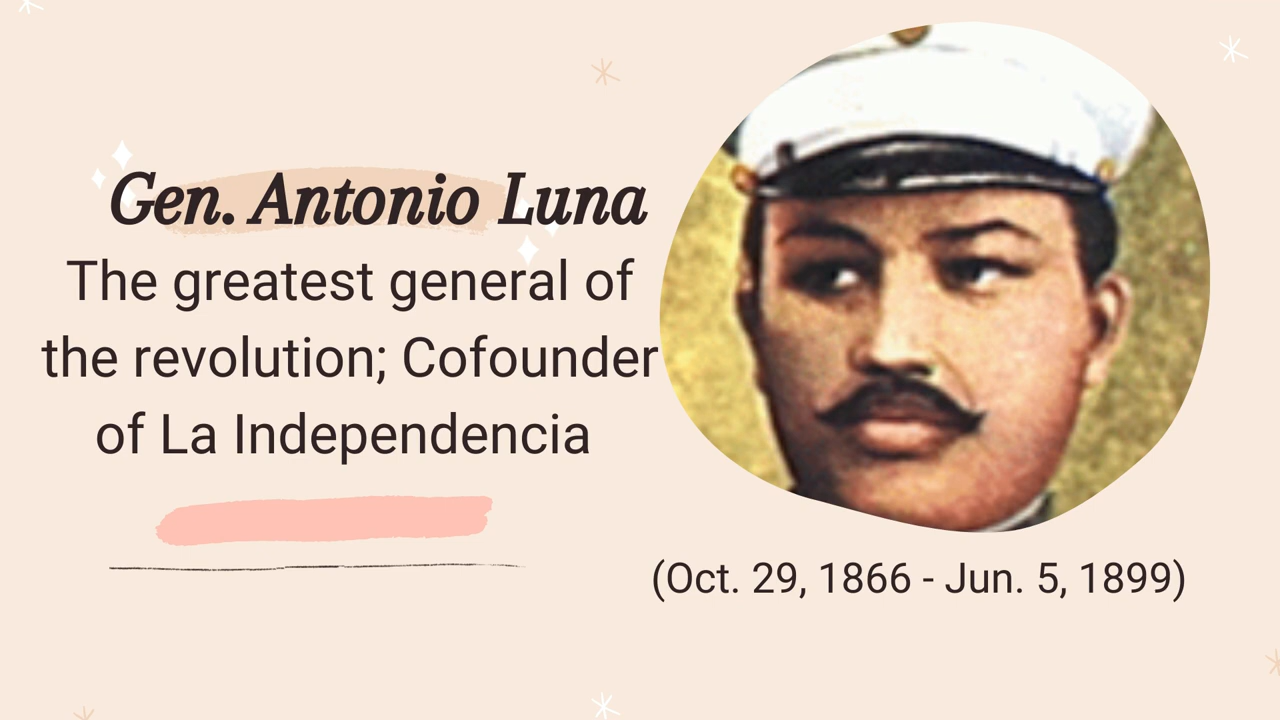 Gen. Antonio Luna
The greatest general of
the revolution; Cofounder
of La Independencia
(Oct. 29, 1866 - Jun. 5, 1899)